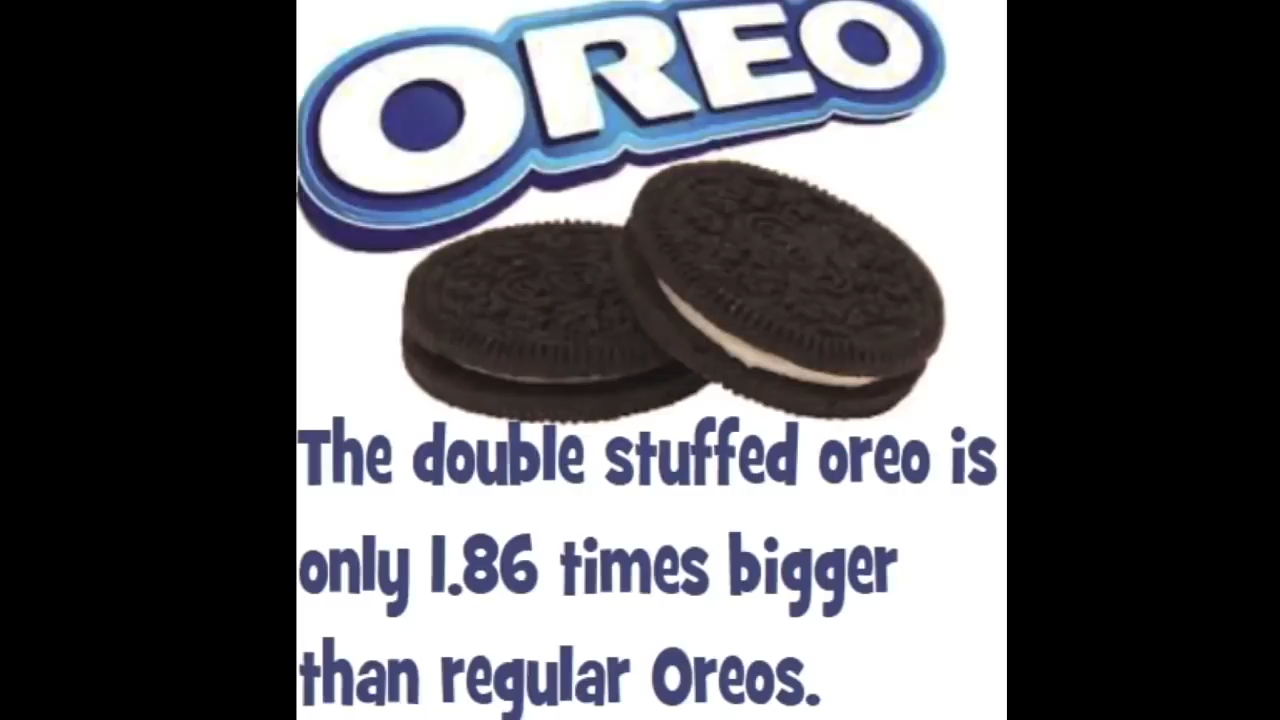 OREO
The double stuffed oreo is
only 1.86 times bigger
than regular Oreos.